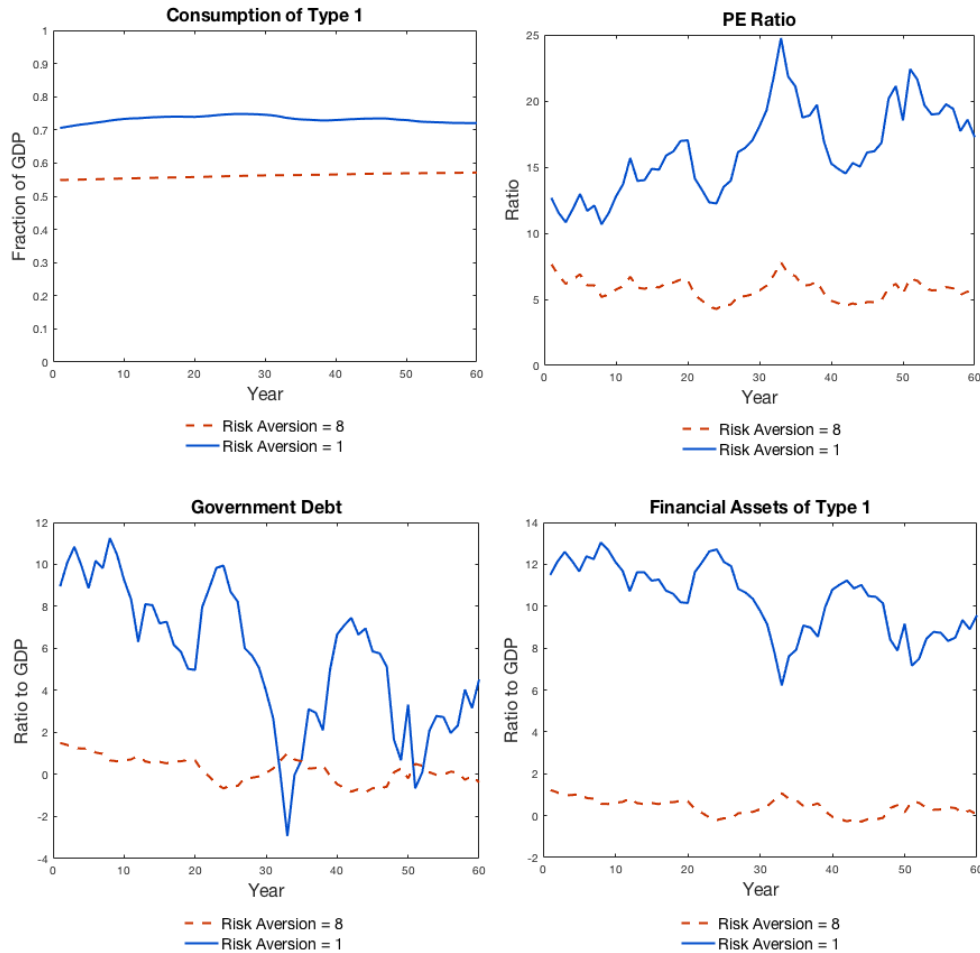 Consumption of Type 1
1
0.9
0.8
0.7
0.6
0.5
0.4
0.3
0.2
0.1
0
Fraction of GDP
0 10 20 30 40 50 60
Year
Risk Aversion = 8
Risk Aversion = 1
PE Ratio
25
20
15
10
5
0
Ratio
0 10 20 30 40 50 60
Year
Risk Aversion = 8
Risk Aversion = 1
Government Debt
12
10
8
6
4
2
0
-2
-4
Ratio to GDP
0 10 20 30 40 50 60
Year
Risk Aversion = 8
Risk Aversion = 1
Financial Assets of Type 1
14
12
10
8
6
4
2
0
-2
Ratio to GDP
0 10 20 30 40 50 60
Year
Risk Aversion = 8
Risk Aversion = 1